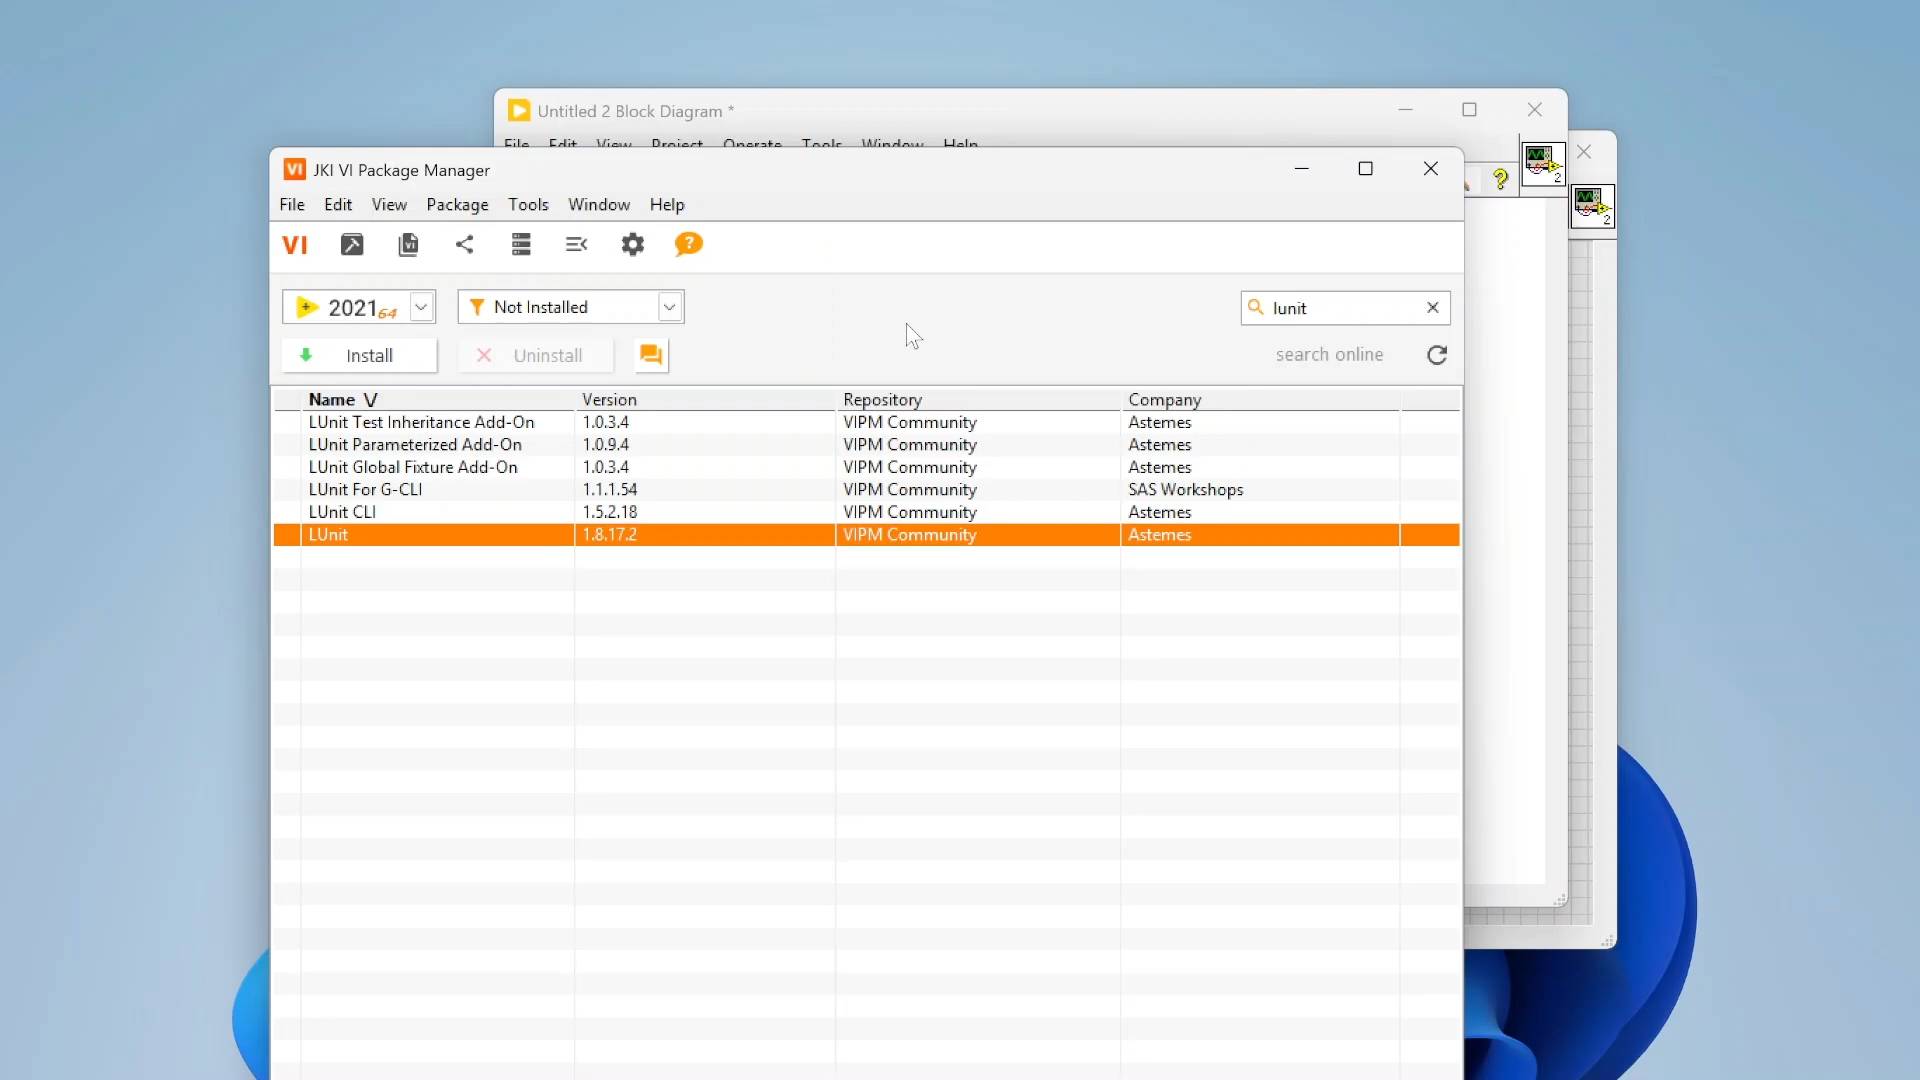 Untitled 2 Block Diagram *
File Edit View Project Operate Tools Window Help
2
2
VI JKI VI Package Manager
File Edit View Package Tools Window Help
VI
2021 64
Not Installed
lunit
Install
Uninstall
search online
Name Version Repository Company
LUnit Test Inheritance Add-On 1.0.3.4 VIPM Community Astemes
LUnit Parameterized Add-On 1.0.9.4 VIPM Community Astemes
LUnit Global Fixture Add-On 1.0.3.4 VIPM Community Astemes
LUnit For G-CLI 1.1.1.54 VIPM Community SAS Workshops
LUnit CLI 1.5.2.18 VIPM Community Astemes
LUnit 1.8.17.2 VIPM Community Astemes